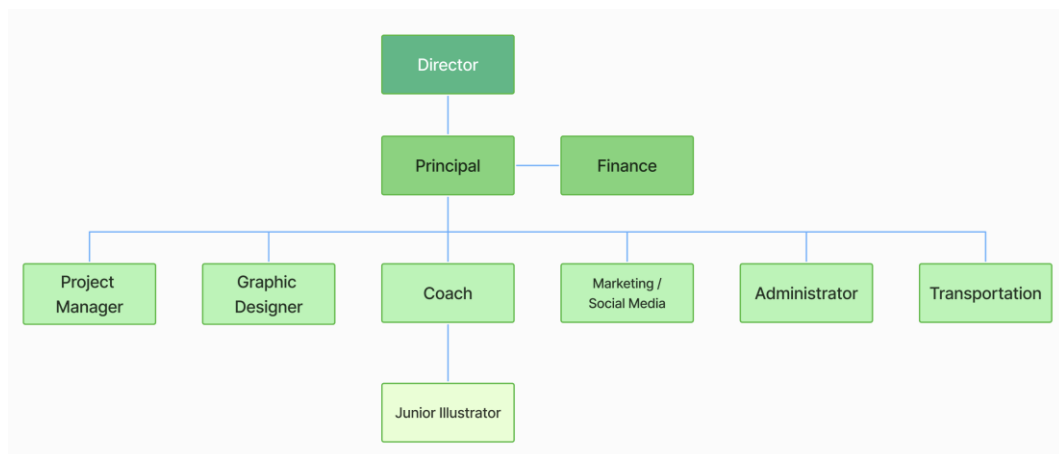 Director
Principal
Finance
Project
Manager
Graphic
Designer
Coach
Marketing /
Social Media
Administrator
Transportation
Junior Illustrator